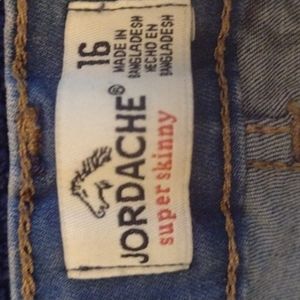 JORDACHE®
super skinny
16
MADE IN
BANGLADESH
HECHO EN
BANGLADESH